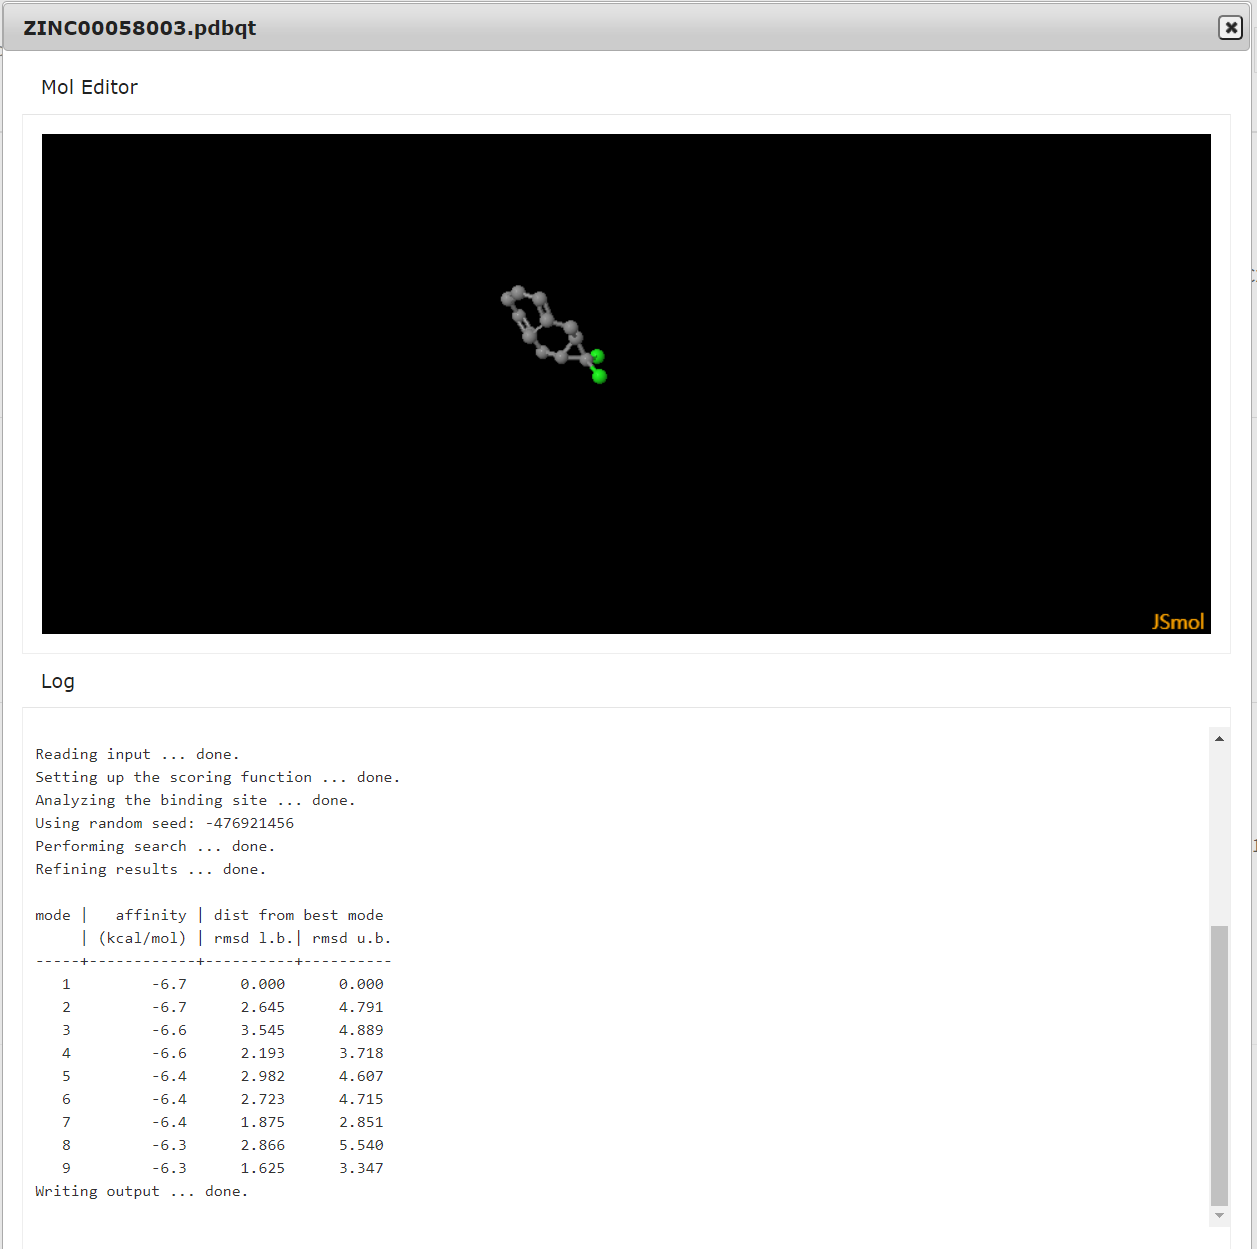 ZINC00058003.pdbqt
Mol Editor
JSmol
Log
Reading input ... done.
Setting up the scoring function ... done.
Analyzing the binding site ... done.
Using random seed: -476921456
Performing search ... done.
Refining results ... done.
mode |   affinity | dist from best mode
     | (kcal/mol) | rmsd l.b.| rmsd u.b.
-----+------------+----------+----------
   1         -6.7      0.000      0.000
   2         -6.7      2.645      4.791
   3         -6.6      3.545      4.889
   4         -6.6      2.193      3.718
   5         -6.4      2.982      4.607
   6         -6.4      2.723      4.715
   7         -6.4      1.875      2.851
   8         -6.3      2.866      5.540
   9         -6.3      1.625      3.347
Writing output ... done.